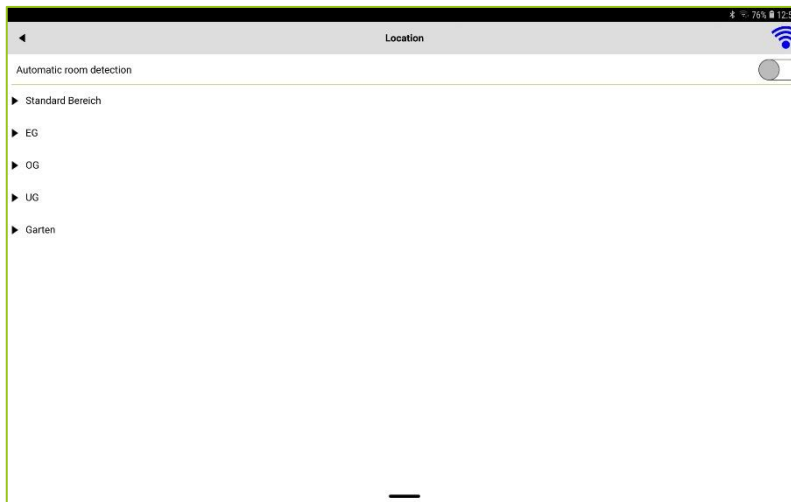 76% 12:5
Location
Automatic room detection
Standard Bereich
EG
OG
UG
Garten